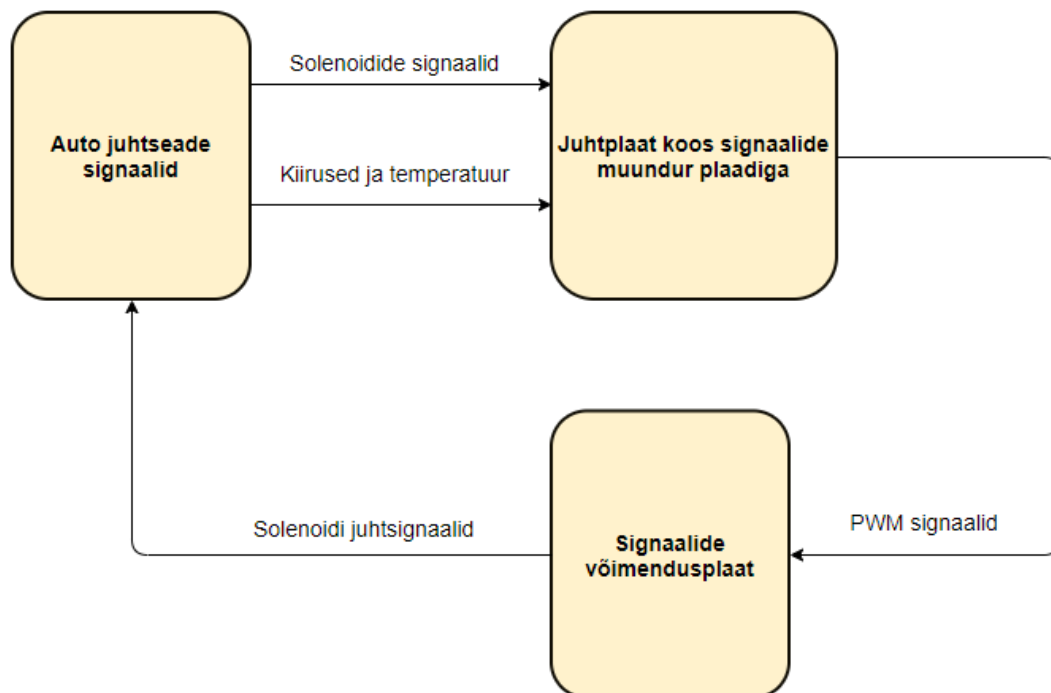 Solenoidide signaalid
Auto juhtseade
signaalid
Kiirused ja temperatuur
Juhtplaat koos signaalide
muundur plaadiga
Solenoidi juhtsignaalid
Signaalide
võimendusplaat
PWM signaalid